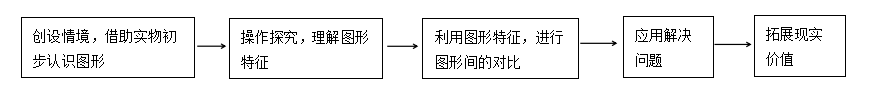 创设情境，借助实物初
步认识图形
操作探究，理解图形
特征
利用图形特征，进行
图形间的对比
应用解决
问题
拓展现实
价值